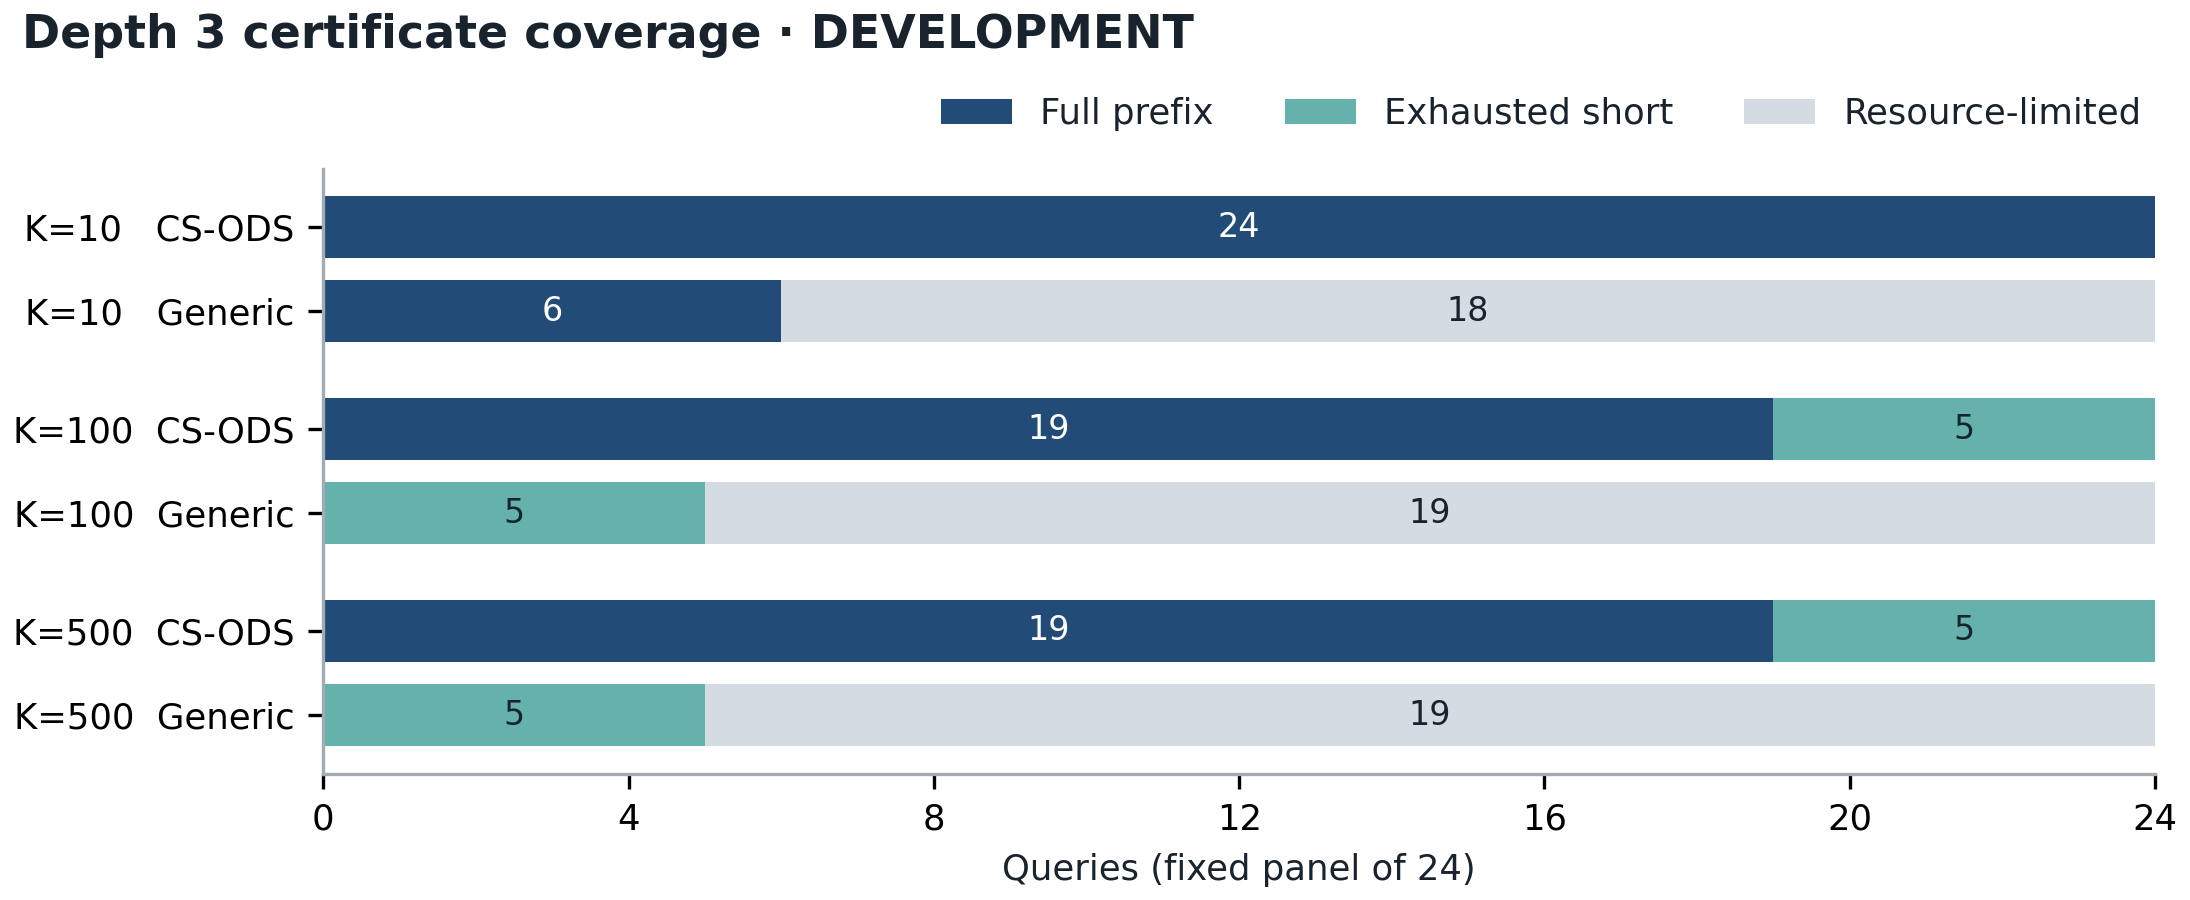 Depth 3 certificate coverage · DEVELOPMENT
Full prefix Exhausted short Resource-limited
K=10 CS-ODS 24
K=10 Generic 6 18
K=100 CS-ODS 19 5
K=100 Generic 5 19
K=500 CS-ODS 19 5
K=500 Generic 5 19
0 4 8 12 16 20 24
Queries (fixed panel of 24)